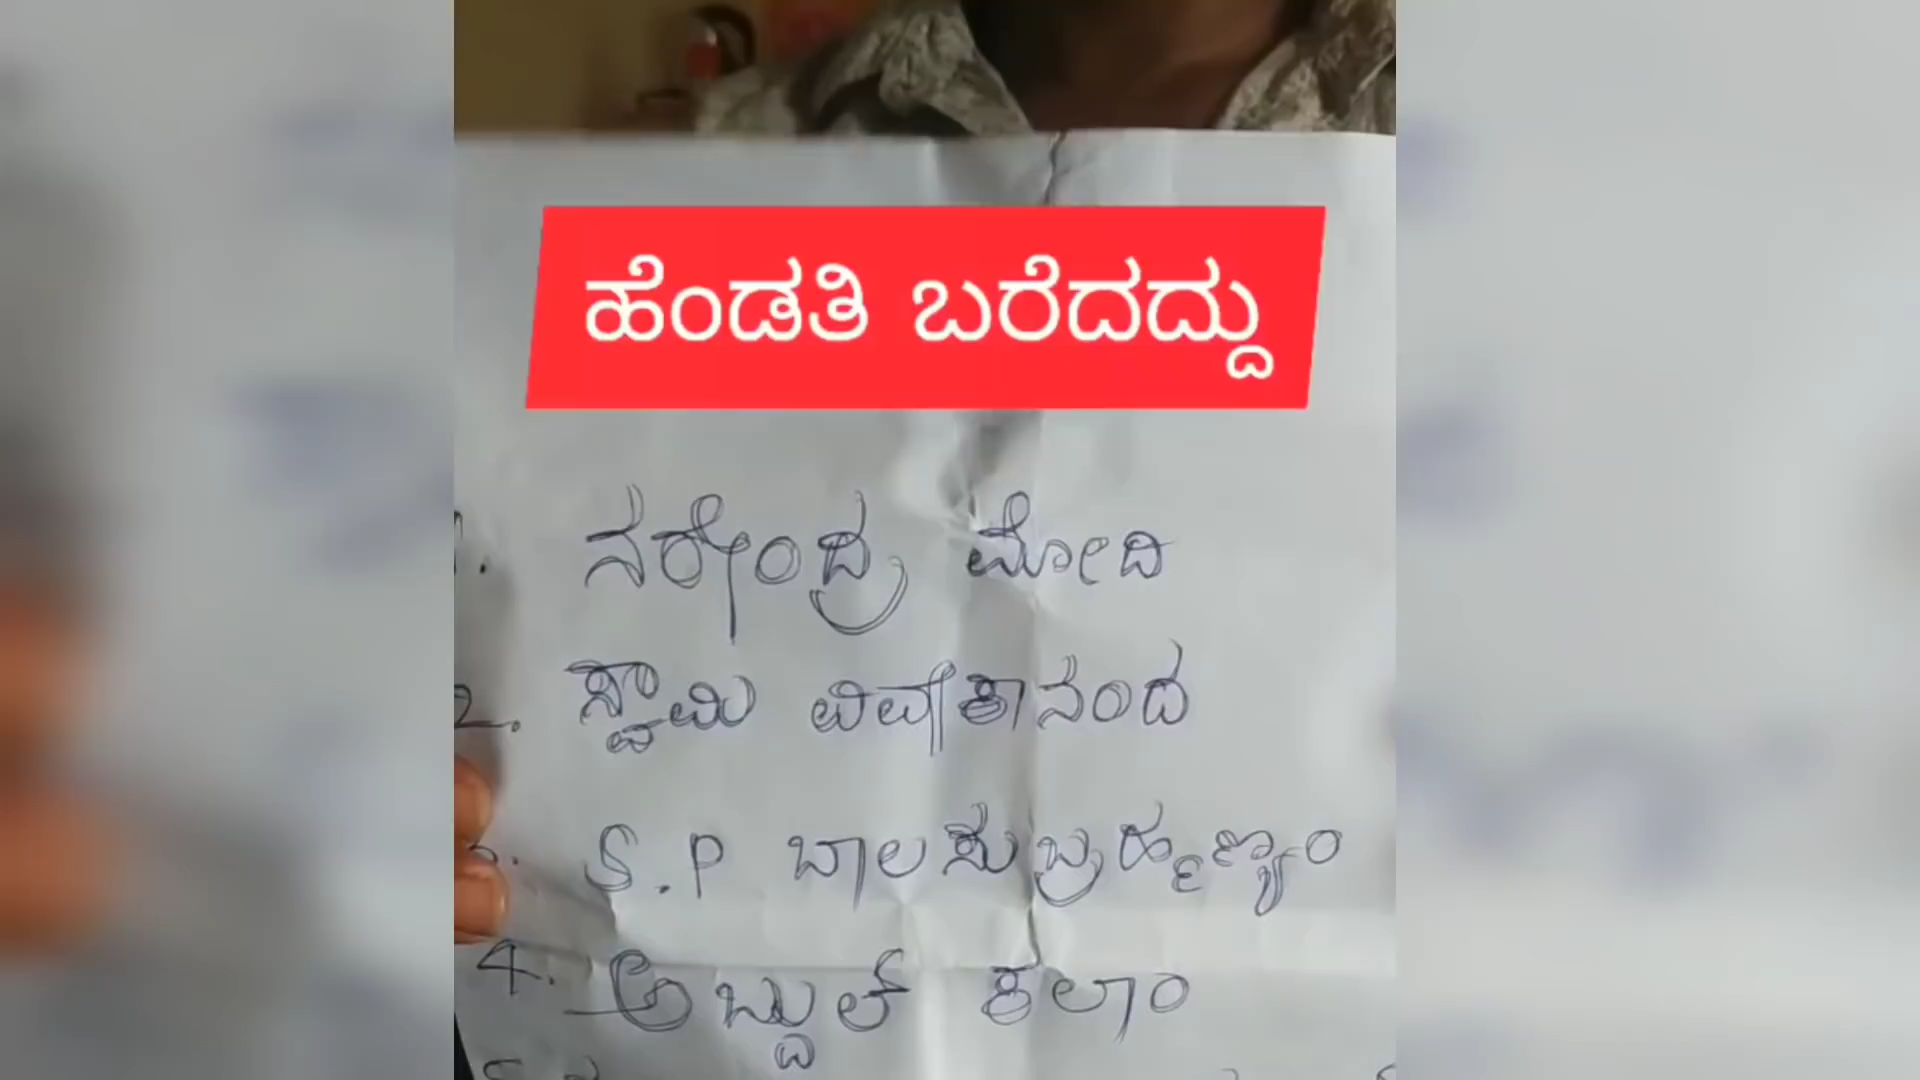 ಹೆಂಡತಿ ಬರೆದದ್ದು
1. ನರೇಂದ್ರ ಮೋದಿ
2. ಸ್ವಾಮಿ ವಿವೇಕಾನಂದ
3. S.P ಬಾಲಸುಬ್ರಹ್ಮಣ್ಯಂ
4. ಅಬ್ದುಲ್ ಕಲಾಂ